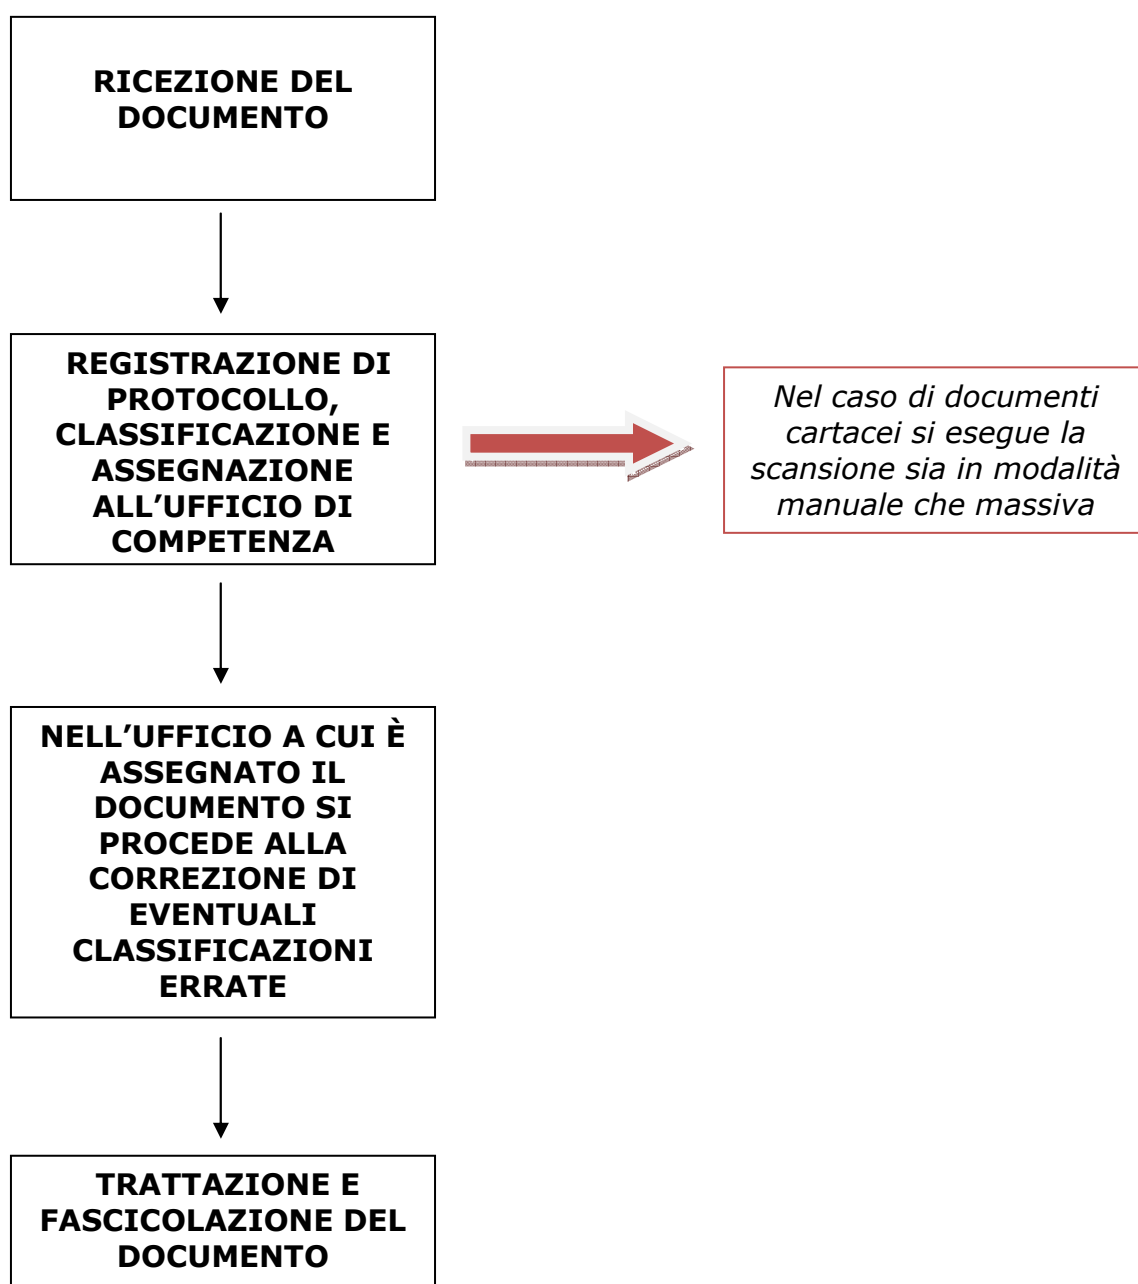 RICEZIONE DEL
DOCUMENTO
REGISTRAZIONE DI
PROTOCOLLO,
CLASSIFICAZIONE E
ASSEGNAZIONE
ALL’UFFICIO DI
COMPETENZA
Nel caso di documenti
cartacei si esegue la
scansione sia in modalità
manuale che massiva
NELL’UFFICIO A CUI È
ASSEGNATO IL
DOCUMENTO SI
PROCEDE ALLA
CORREZIONE DI
EVENTUALI
CLASSIFICAZIONI
ERRATE
TRATTAZIONE E
FASCICOLAZIONE DEL
DOCUMENTO